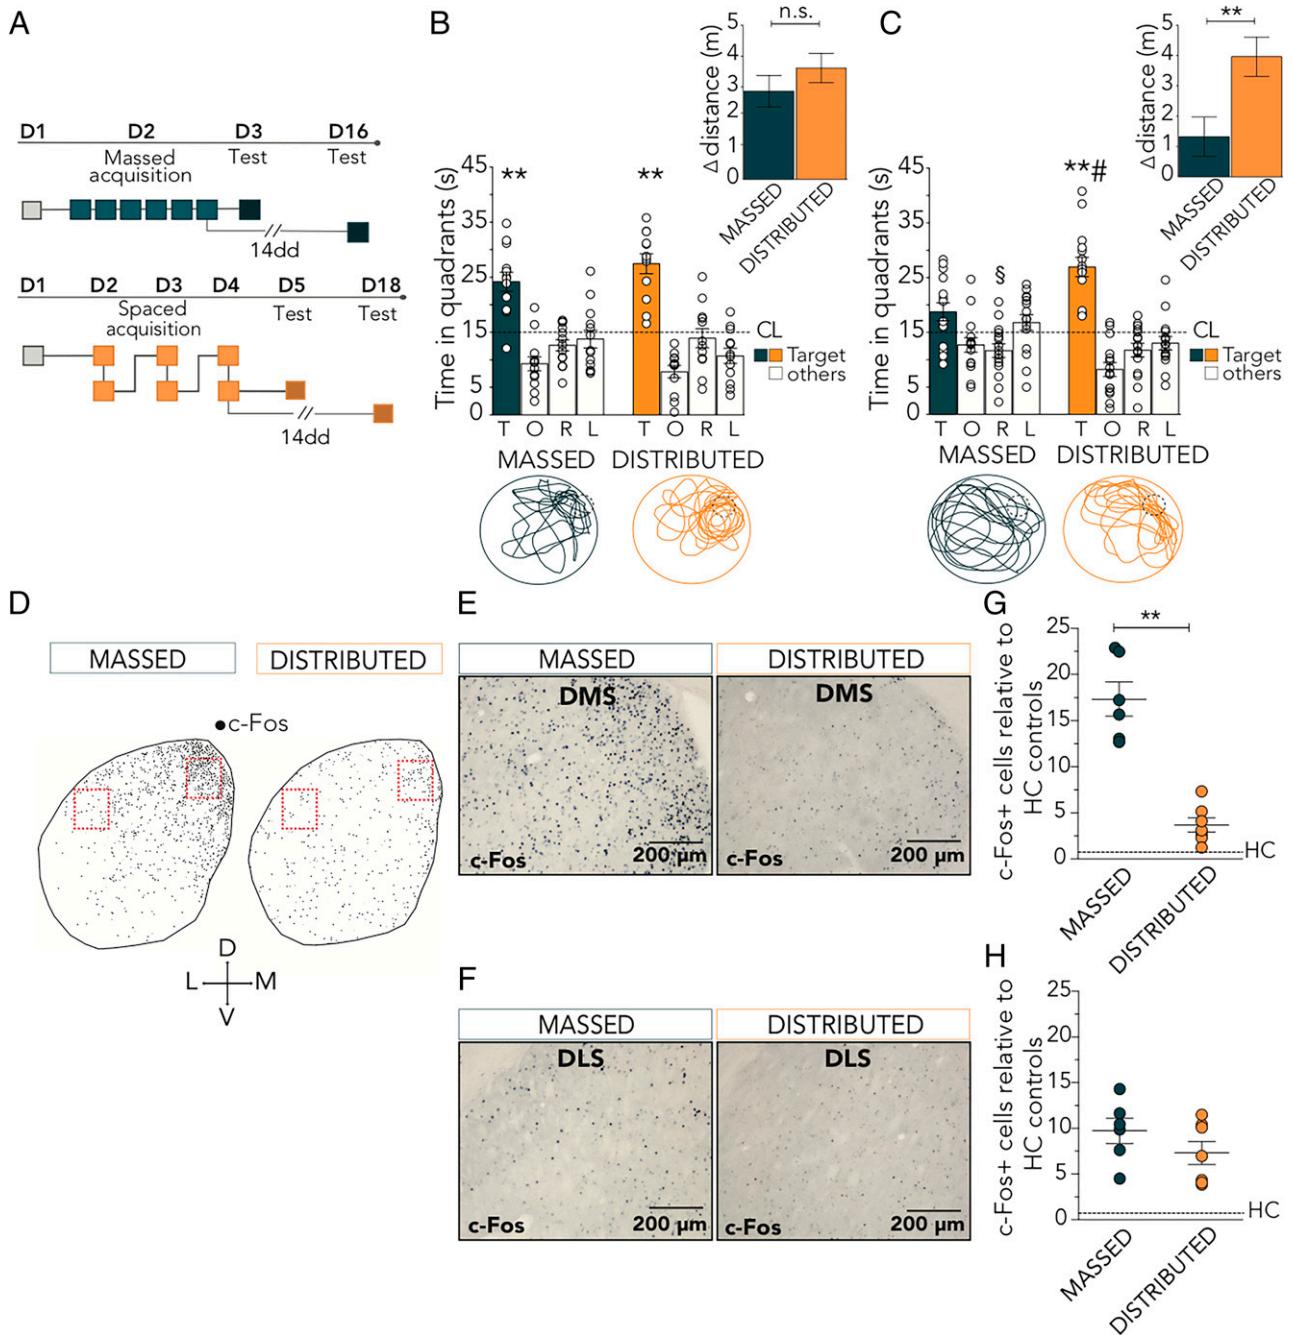 A
D1 D2 D3 D16
Massed
acquisition
Test Test
14dd
D1 D2 D3 D4 D5 D18
Spaced
acquisition
Test Test
14dd
B
n.s.
Δ distance (m)
5
4
3
2
1
0
MASSED
DISTRIBUTED
Time in quadrants (s)
45
35
25
15
5
0
** **
CL
Target
others
T O R L T O R L
MASSED DISTRIBUTED
C
**
Δ distance (m)
5
4
3
2
1
0
MASSED
DISTRIBUTED
Time in quadrants (s)
45
35
25
15
5
0
§ **#
CL
Target
others
T O R L T O R L
MASSED DISTRIBUTED
D
MASSED DISTRIBUTED
c-Fos
D
L M
V
E
MASSED DISTRIBUTED
DMS DMS
c-Fos 200 µm c-Fos 200 µm
F
MASSED DISTRIBUTED
DLS DLS
c-Fos 200 µm c-Fos 200 µm
G
c-Fos+ cells relative to
HC controls
25
20
15
10
5
0
**
HC
MASSED
DISTRIBUTED
H
c-Fos+ cells relative to
HC controls
25
20
15
10
5
0
HC
MASSED
DISTRIBUTED